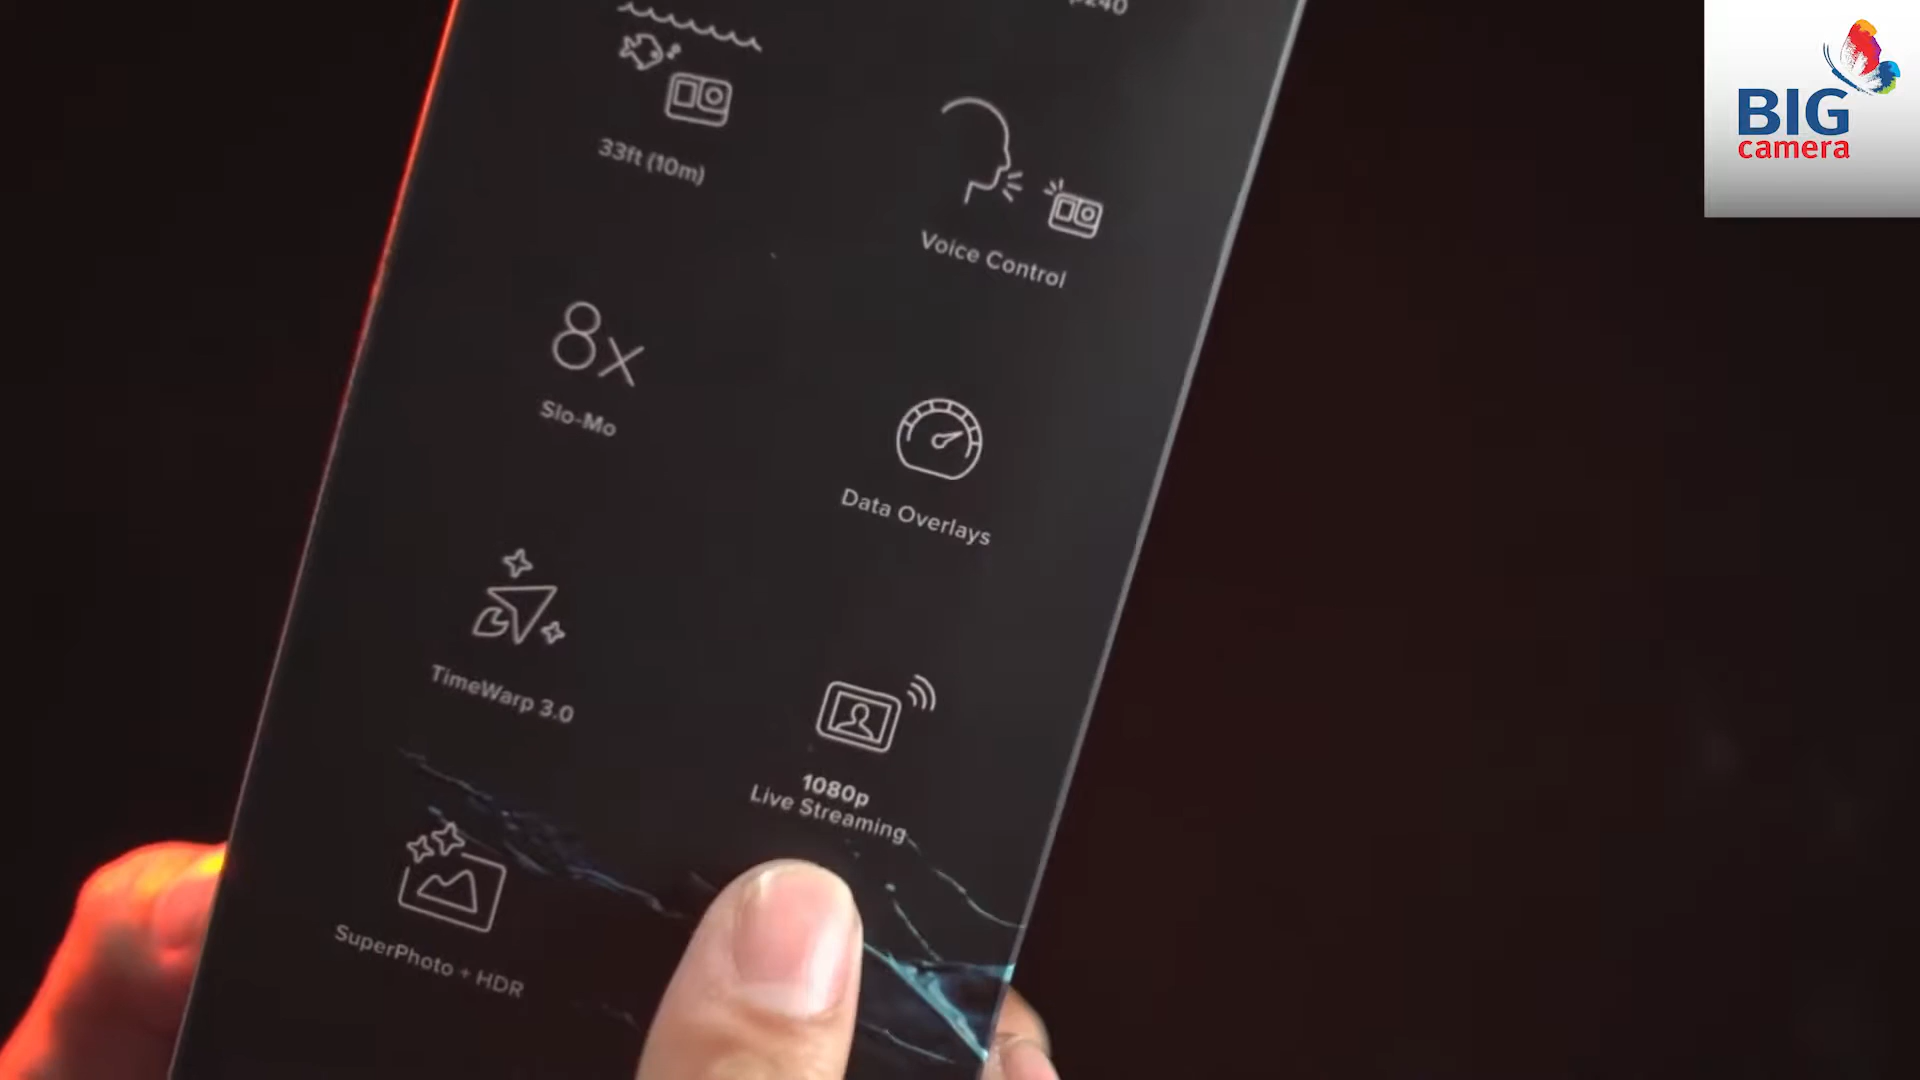 BIG
camera
33ft (10m)
Voice Control
8x
Slo-Mo
Data Overlays
TimeWarp 3.0
1080p
Live Streaming
SuperPhoto + HDR